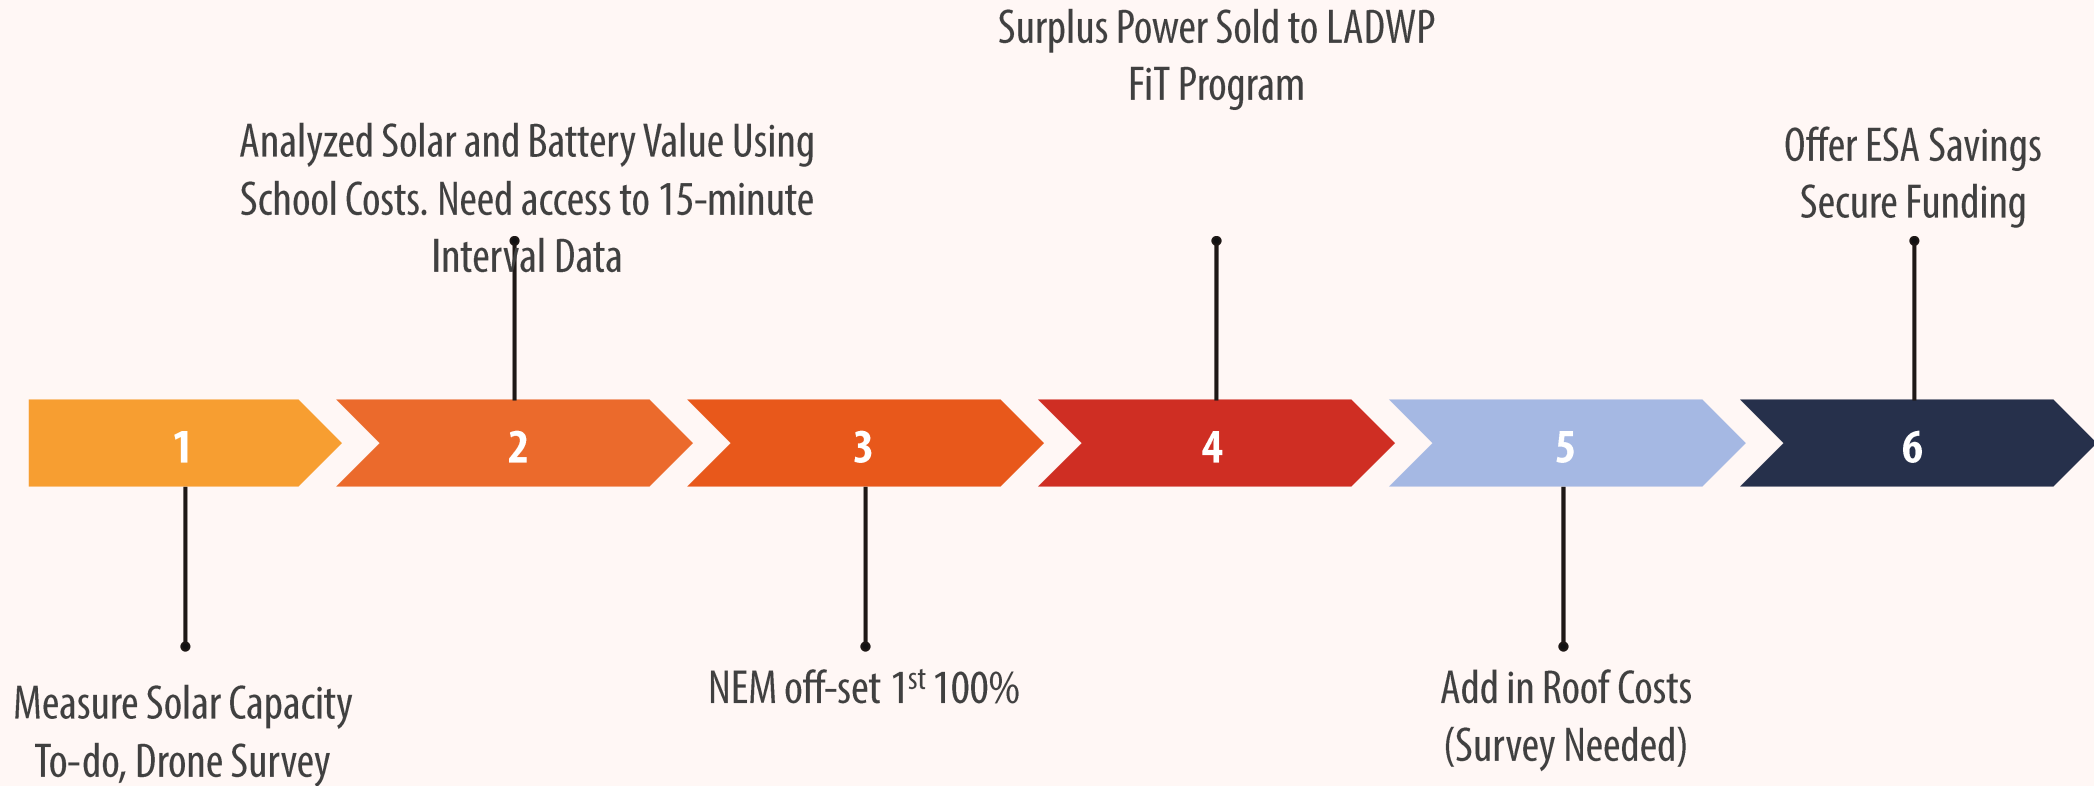 Surplus Power Sold to LADWP
FiT Program
Analyzed Solar and Battery Value Using
School Costs. Need access to 15-minute
Interval Data
Offer ESA Savings
Secure Funding
1
2
3
4
5
6
Measure Solar Capacity
To-do, Drone Survey
NEM off-set 1st 100%
Add in Roof Costs
(Survey Needed)